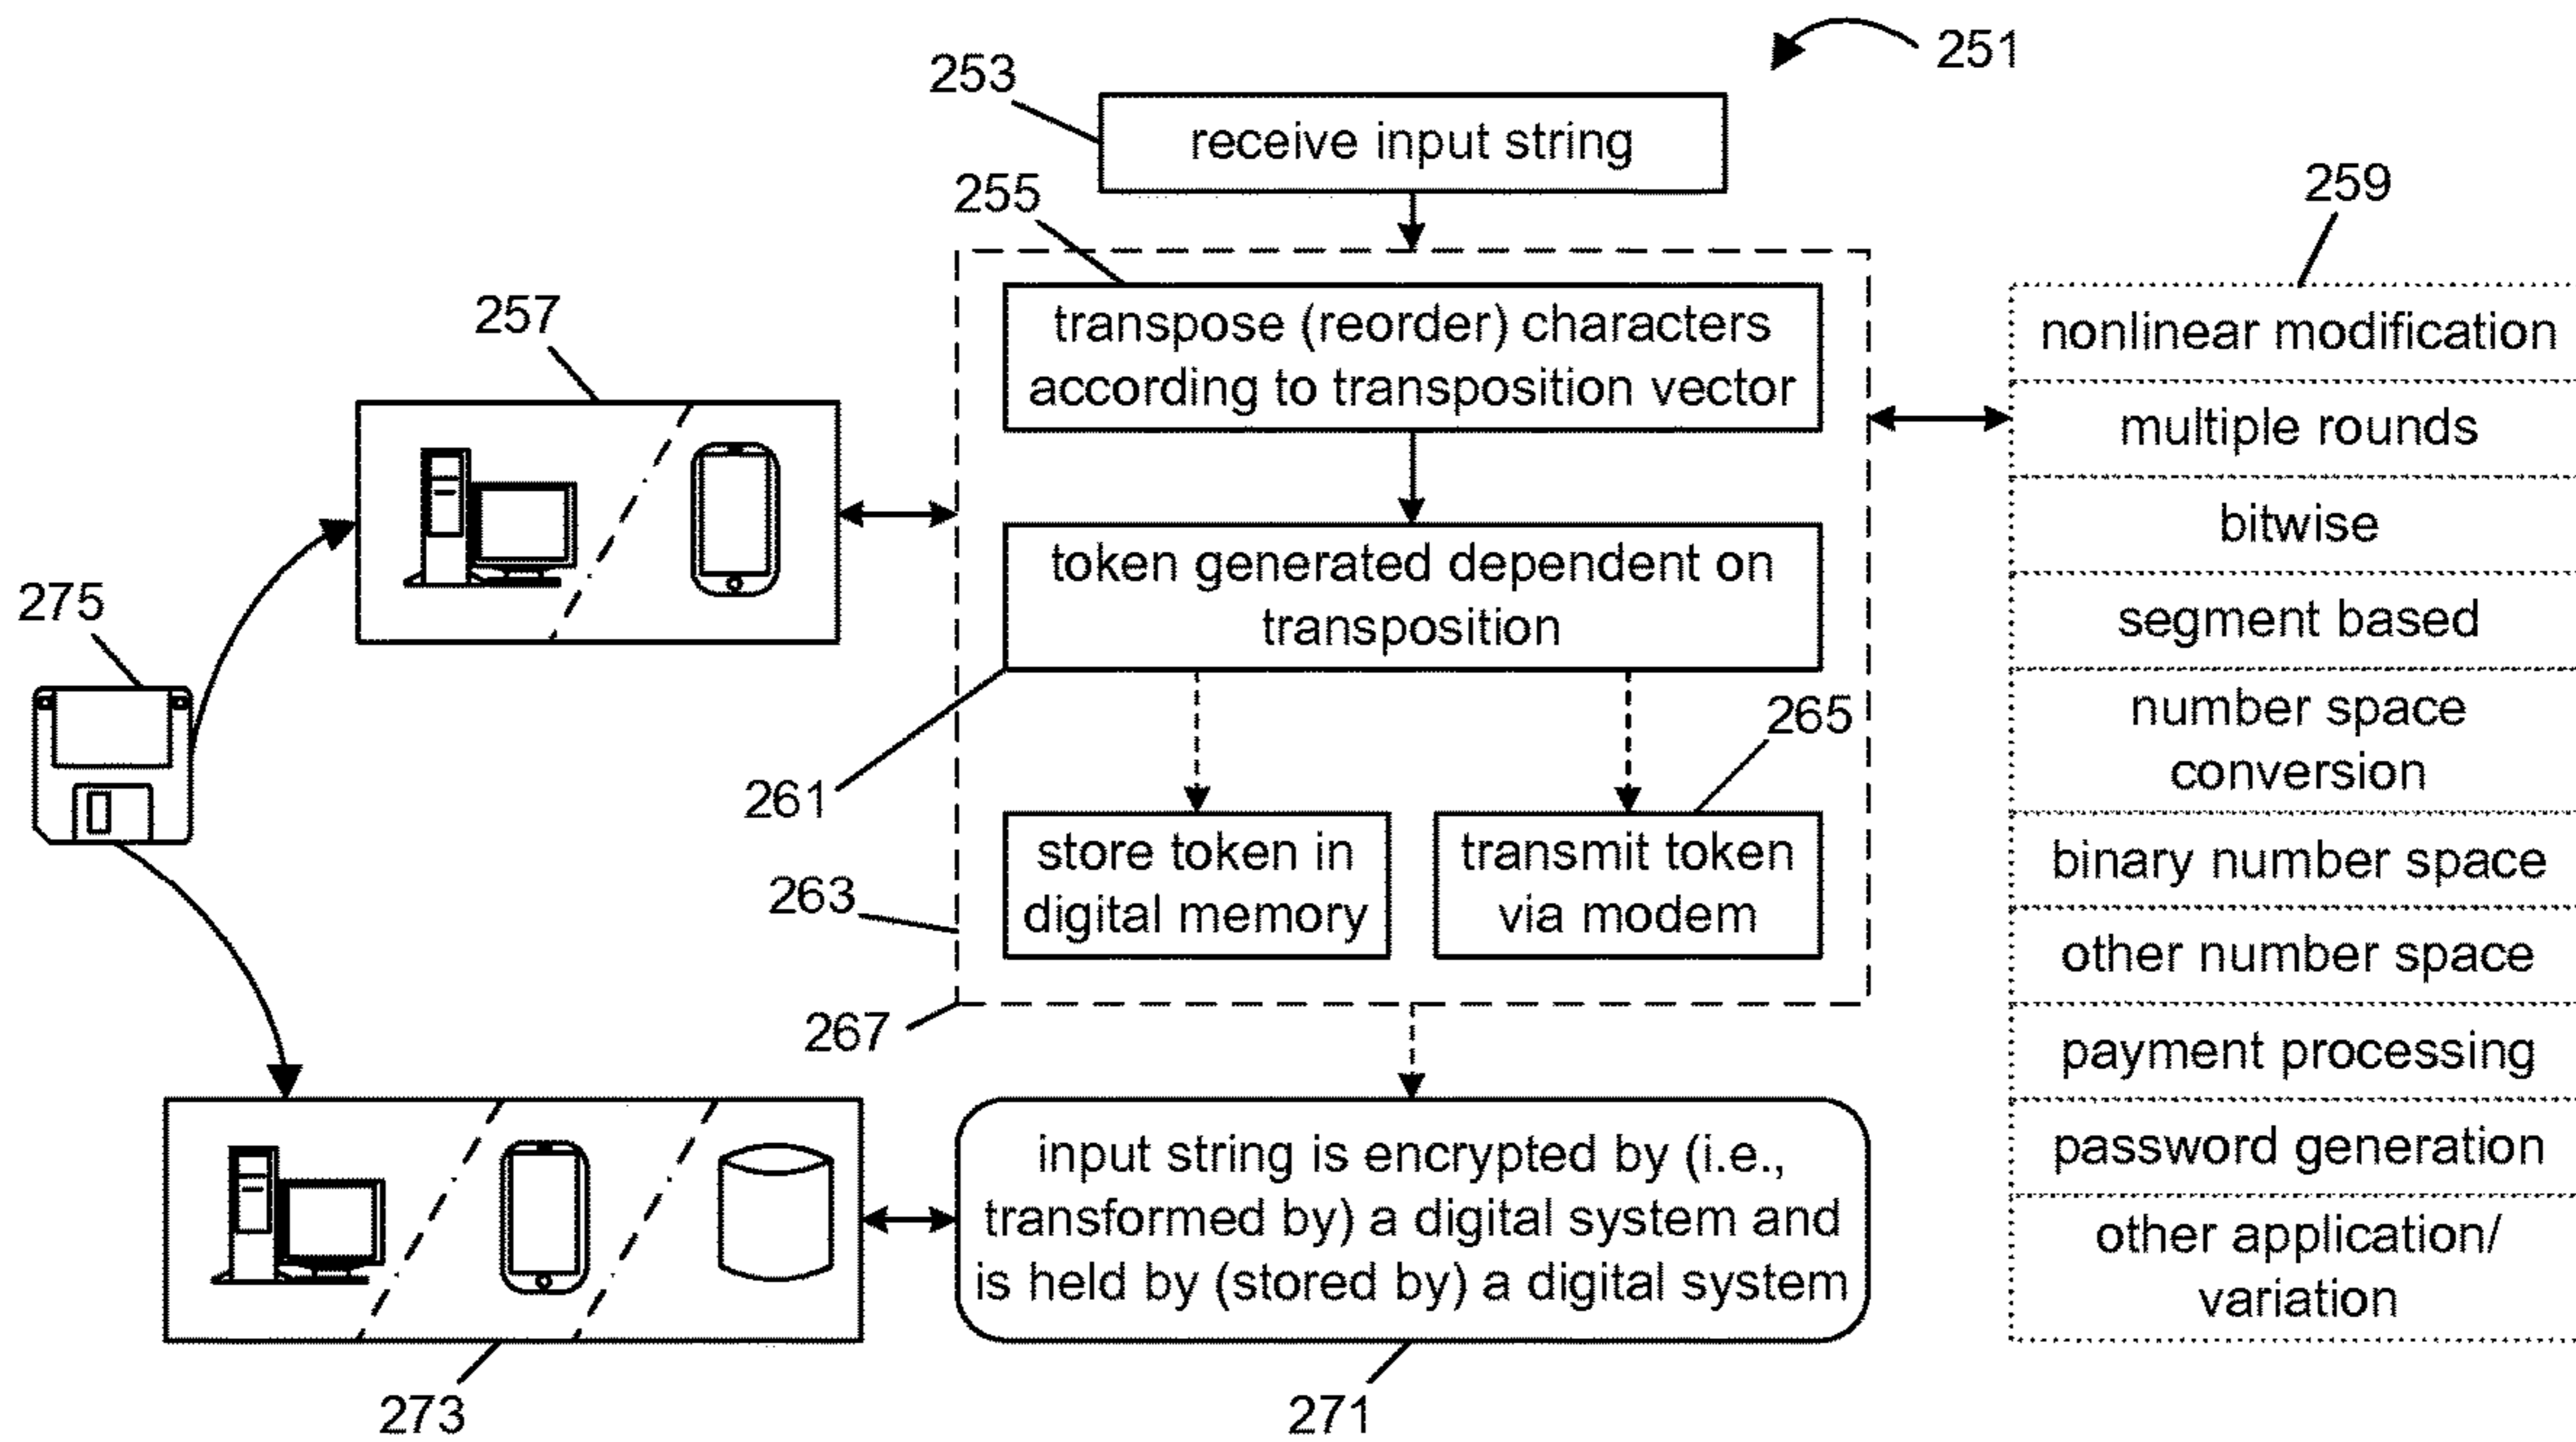 251
253
receive input string
255
259
transpose (reorder) characters
according to transposition vector
257
token generated dependent on
transposition
275
261
265
store token in
digital memory
transmit token
via modem
263
267
input string is encrypted by (i.e.,
transformed by) a digital system and
is held by (stored by) a digital system
273
271
nonlinear modification
multiple rounds
bitwise
segment based
number space
conversion
binary number space
other number space
payment processing
password generation
other application/
variation